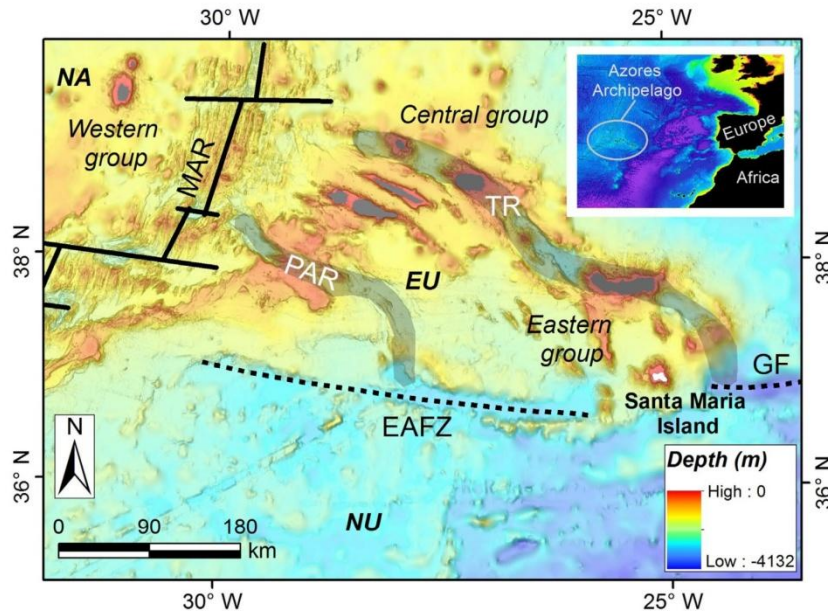 30° W
25° W
NA
Western
group
MAR
Central group
Azores
Archipelago
Europe
Africa
TR
38° N
38° N
PAR
EU
Eastern
group
GF
Santa Maria
Island
EAFZ
N
36° N
36° N
NU
Depth (m)
High : 0
Low : -4132
0 90 180
km
30° W
25° W